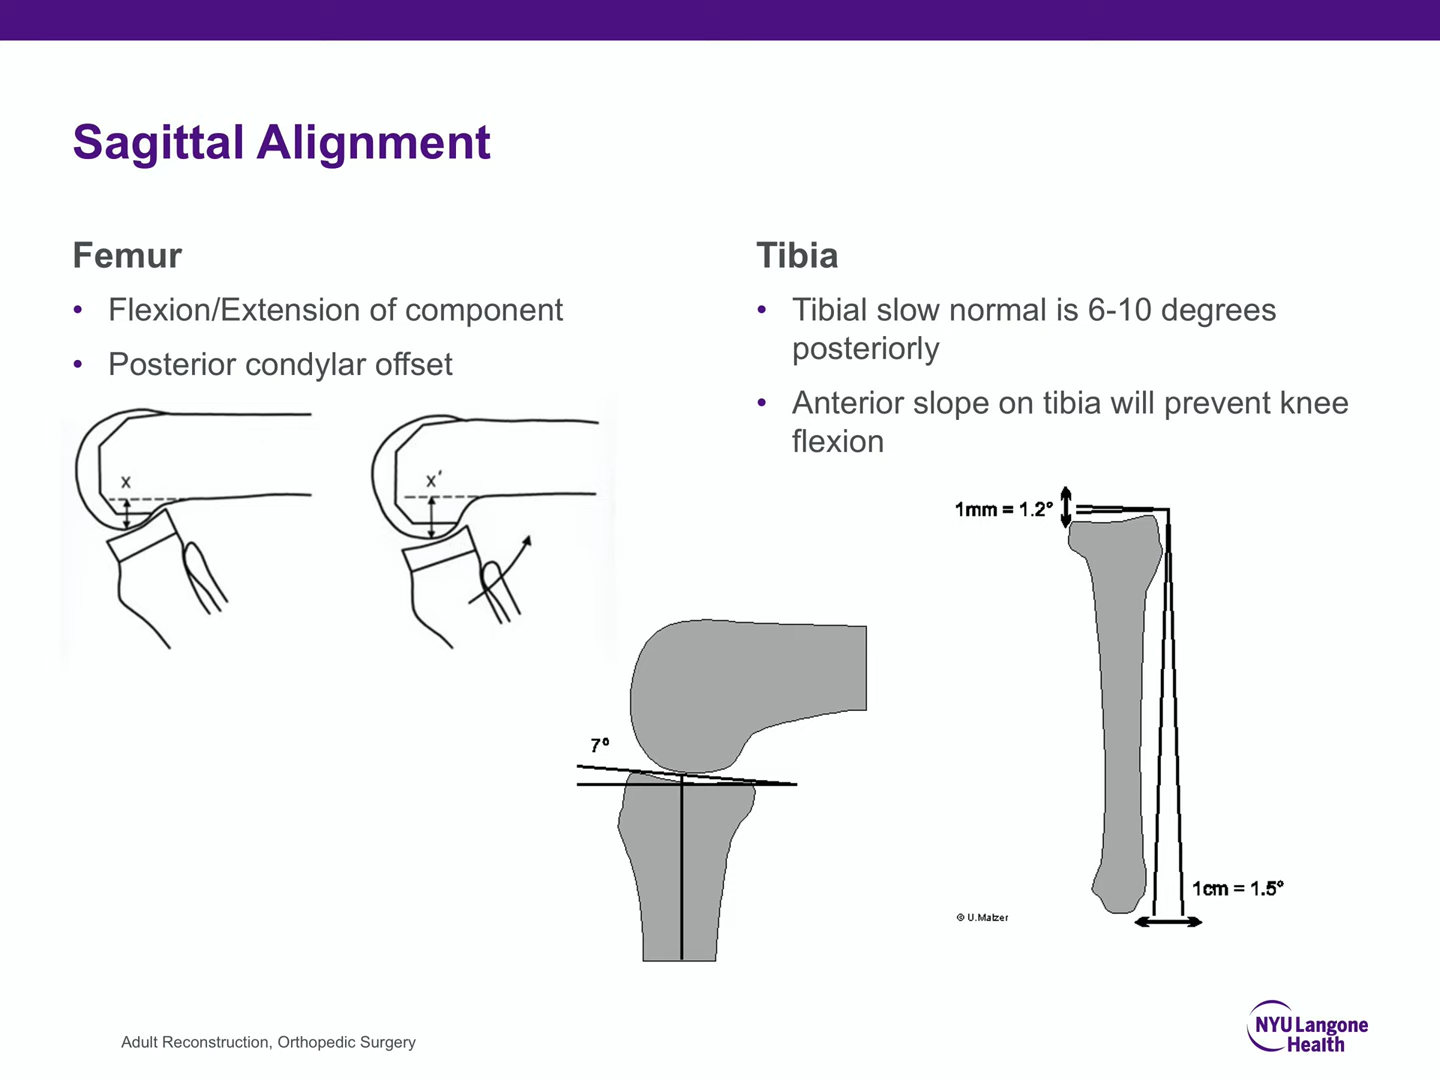 Sagittal Alignment
Femur
• Flexion/Extension of component
• Posterior condylar offset
x
x′
Tibia
• Tibial slow normal is 6-10 degrees
posteriorly
• Anterior slope on tibia will prevent knee
flexion
1mm = 1.2°
7°
1cm = 1.5°
© U.Matzer
Adult Reconstruction, Orthopedic Surgery
NYU Langone
Health